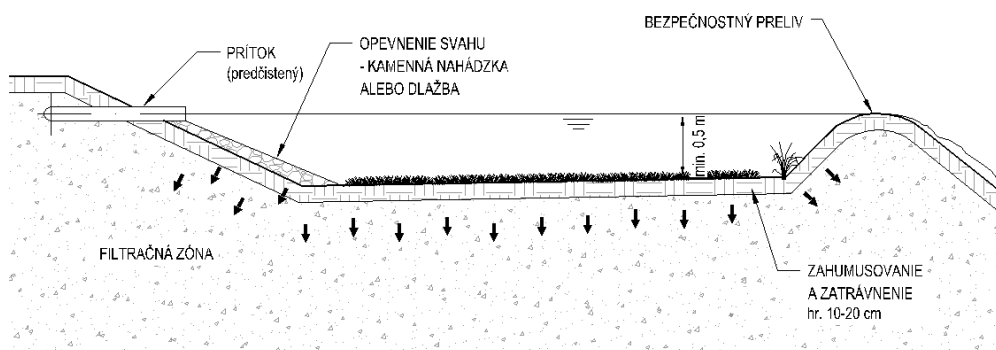 BEZPEČNOSTNÝ PRELIV
PRÍTOK
(predčistený)
OPEVNENIE SVAHU
- KAMENNÁ NAHÁDZKA
ALEBO DLAŽBA
min. 0,5 m
FILTRAČNÁ ZÓNA
ZAHUMUSOVANIE
A ZATRÁVNENIE
hr. 10-20 cm